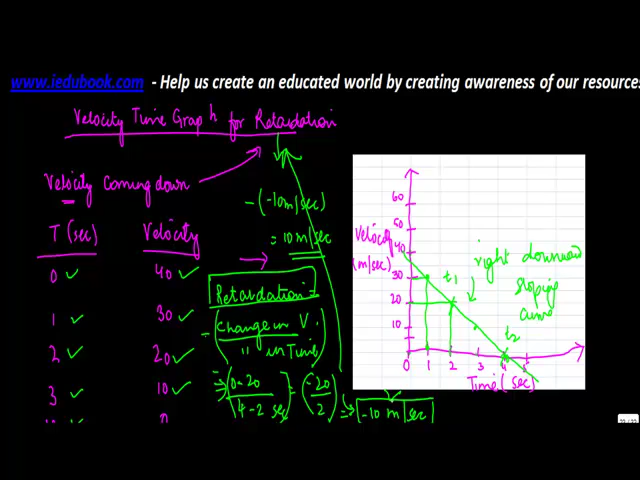 www.iedubook.com - Help us create an educated world by creating awareness of our resources
Velocity Time Graph for Retardation
Velocity Coming down
- (-10 m/sec)
= 10 m/sec
T (sec) Velocity
0 40
1 30
2 20
3 10
Retardation =
- (change in V.
" in Time)
= (0-20
4-2 sec) = (-20
2)
= -10 m/sec
60
50
40
30
20
10
0 1 2 3 4 5
Velocity
(m/sec)
Time (sec)
t1
t2
right downward
sloping
curve